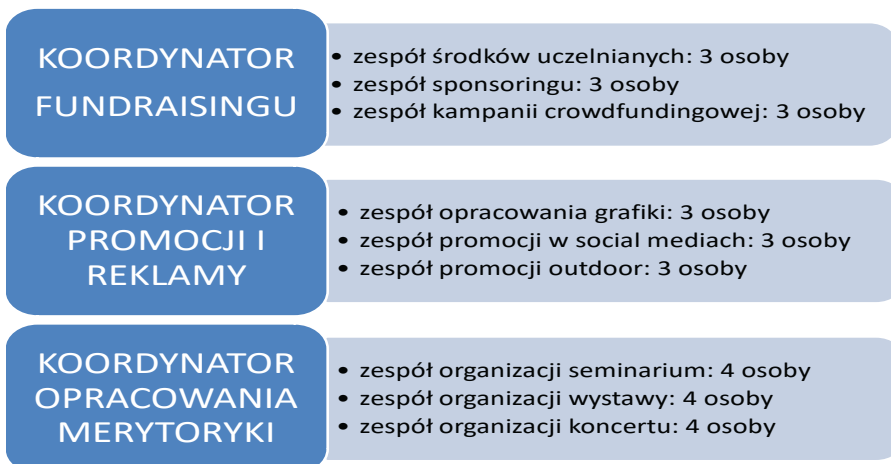 KOORDYNATOR
FUNDRAISINGU
• zespół środków uczelnianych: 3 osoby
• zespół sponsoringu: 3 osoby
• zespół kampanii crowdfundingowej: 3 osoby
KOORDYNATOR
PROMOCJI I
REKLAMY
• zespół opracowania grafiki: 3 osoby
• zespół promocji w social mediach: 3 osoby
• zespół promocji outdoor: 3 osoby
KOORDYNATOR
OPRACOWANIA
MERYTORYKI
• zespół organizacji seminarium: 4 osoby
• zespół organizacji wystawy: 4 osoby
• zespół organizacji koncertu: 4 osoby